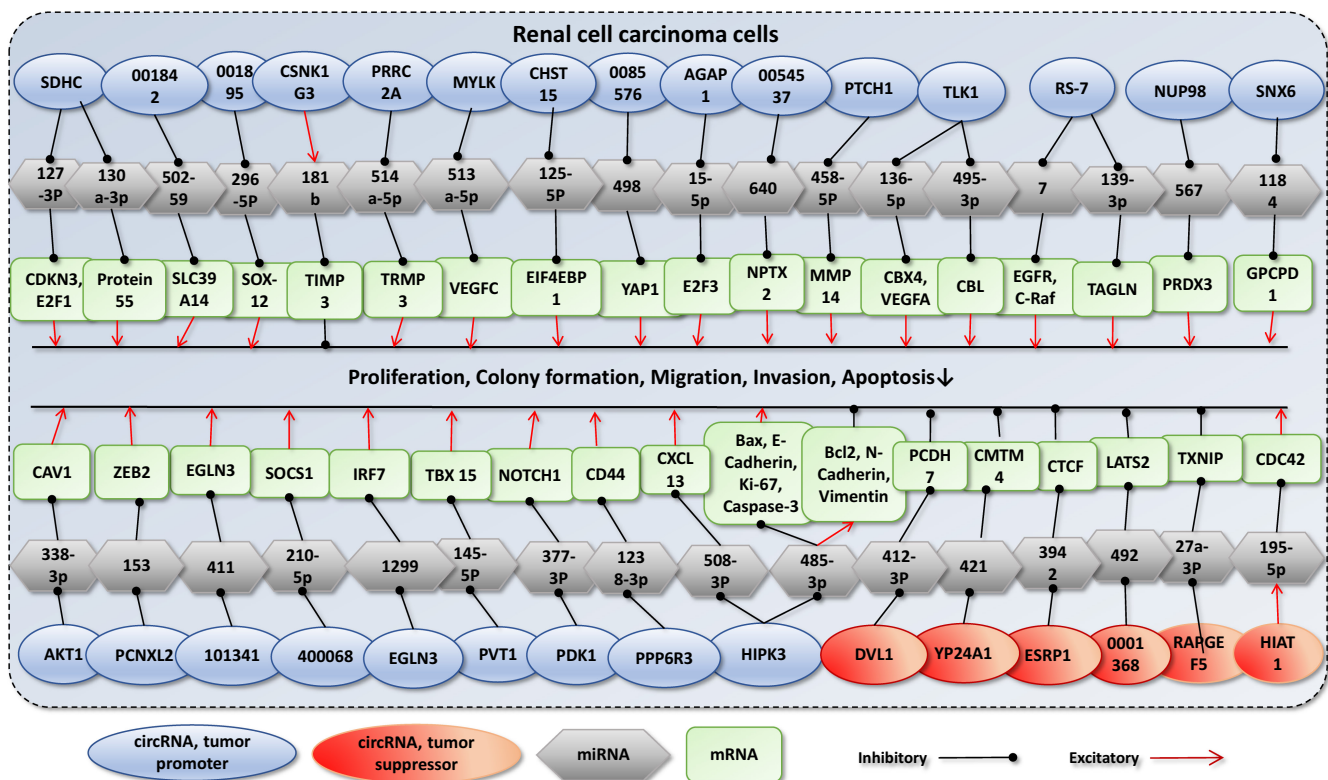 Renal cell carcinoma cells
SDHC
00184
2
0018
95
CSNK1
G3
PRRC
2A
MYLK
CHST
15
0085
576
AGAP
1
00545
37
PTCH1
TLK1
RS-7
NUP98
SNX6
127
-3P
130
a-3p
502-
59
296
-5P
181
b
514
a-5p
513
a-5p
125-
5P
498
15-
5p
640
458-
5P
136-
5p
495-
3p
7
139-
3p
567
118
4
CDKN3,
E2F1
Protein
55
SLC39
A14
SOX-
12
TIMP
3
TRMP
3
VEGFC
EIF4EBP
1
YAP1
E2F3
NPTX
2
MMP
14
CBX4,
VEGFA
CBL
EGFR,
C-Raf
TAGLN
PRDX3
GPCPD
1
Proliferation, Colony formation, Migration, Invasion, Apoptosis↓
CAV1
ZEB2
EGLN3
SOCS1
IRF7
TBX 15
NOTCH1
CD44
CXCL
13
Bax, E-
Cadherin,
Ki-67,
Caspase-3
Bcl2, N-
Cadherin,
Vimentin
PCDH
7
CMTM
4
CTCF
LATS2
TXNIP
CDC42
338-
3p
153
411
210-
5p
1299
145-
5P
377-
3P
123
8-3p
508-
3P
485-
3p
412-
3P
421
394
2
492
27a-
3P
195-
5p
AKT1
PCNXL2
101341
400068
EGLN3
PVT1
PDK1
PPP6R3
HIPK3
DVL1
YP24A1
ESRP1
0001
368
RAPGE
F5
HIAT
1
circRNA, tumor
promoter
circRNA, tumor
suppressor
miRNA
mRNA
Inhibitory
Excitatory